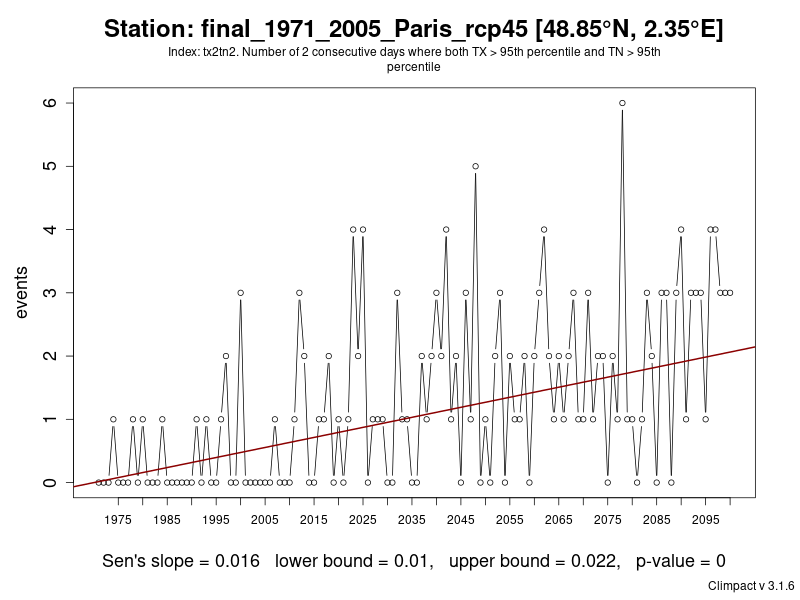 Station: final_1971_2005_Paris_rcp45 [48.85°N, 2.35°E]
Index: tx2tn2. Number of 2 consecutive days where both TX > 95th percentile and TN > 95th
percentile
6
5
4
3
2
1
0
events
1975 1985 1995 2005 2015 2025 2035 2045 2055 2065 2075 2085 2095
Sen's slope = 0.016 lower bound = 0.01, upper bound = 0.022, p-value = 0
Climpact v 3.1.6